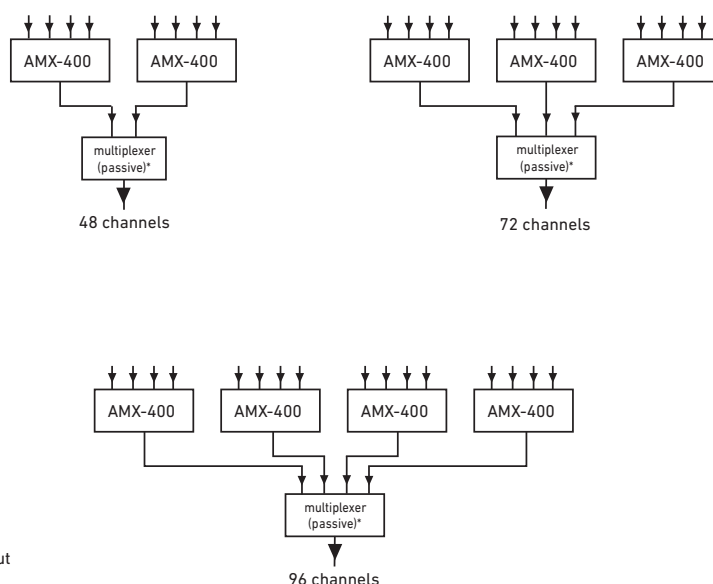 AMX-400 AMX-400 AMX-400 AMX-400 AMX-400
multiplexer
(passive)*
multiplexer
(passive)*
48 channels
72 channels
AMX-400 AMX-400 AMX-400 AMX-400
multiplexer
(passive)*
ut
96 channels